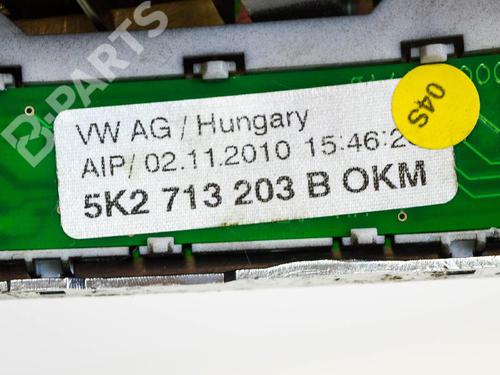 B-PARTS
VW AG / Hungary
AIP/ 02.11.2010 15:46:2
5K2 713 203 B OKM
04S